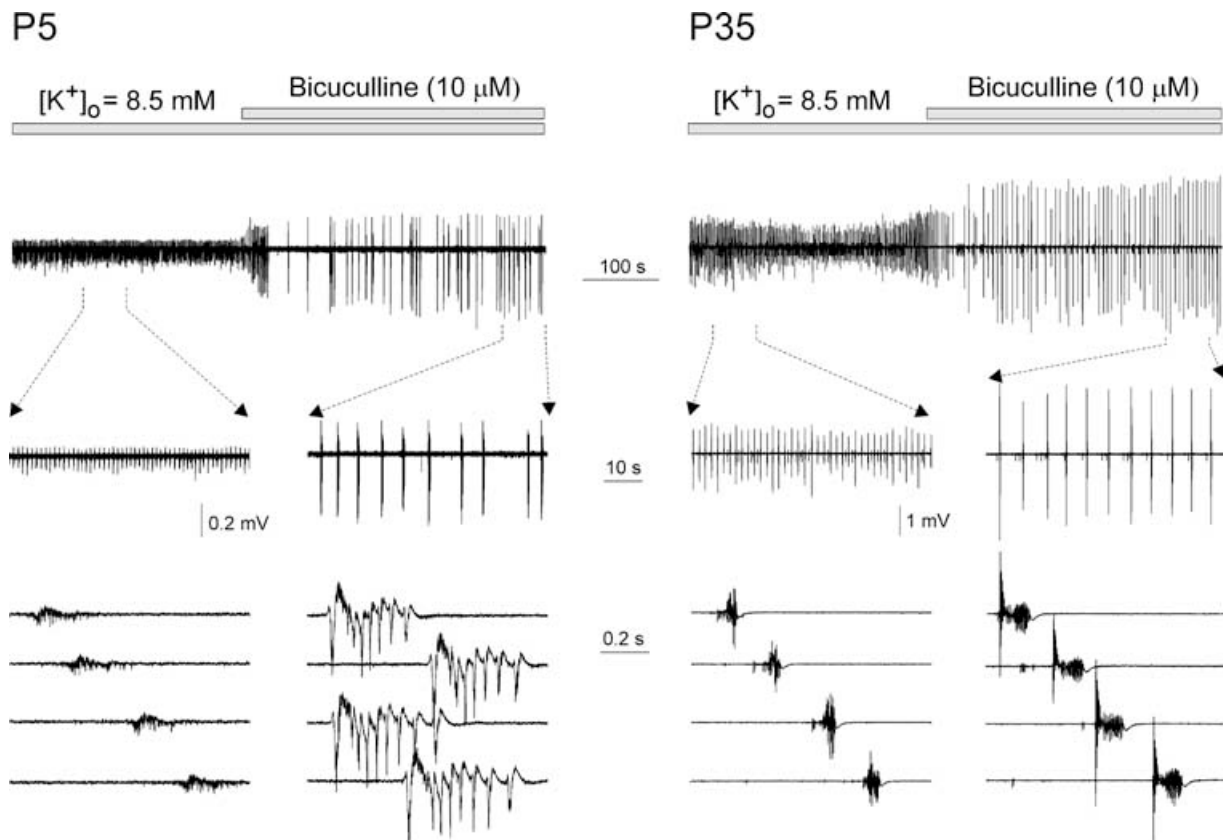 P5
P35
[K+]o = 8.5 mM
Bicuculline (10 μM)
[K+]o = 8.5 mM
Bicuculline (10 μM)
100 s
10 s
0.2 mV
1 mV
0.2 s